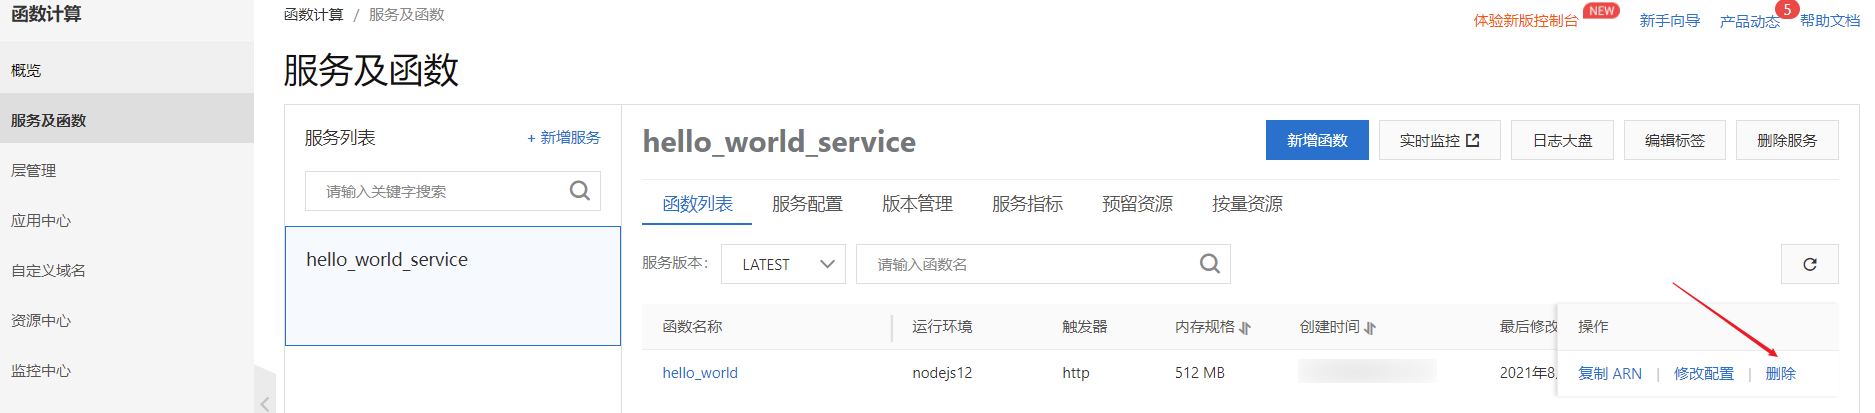 函数计算
概览
服务及函数
层管理
应用中心
自定义域名
资源中心
监控中心
函数计算 / 服务及函数
体验新版控制台 NEW 新手向导 产品动态 5 帮助文档
服务及函数
服务列表 + 新增服务
请输入关键字搜索
hello_world_service
hello_world_service
新增函数 实时监控 日志大盘 编辑标签 删除服务
函数列表 服务配置 版本管理 服务指标 预留资源 按量资源
服务版本: LATEST 请输入函数名
函数名称 运行环境 触发器 内存规格 创建时间 最后修改 操作
hello_world nodejs12 http 512 MB 2021年8, 复制 ARN | 修改配置 | 删除